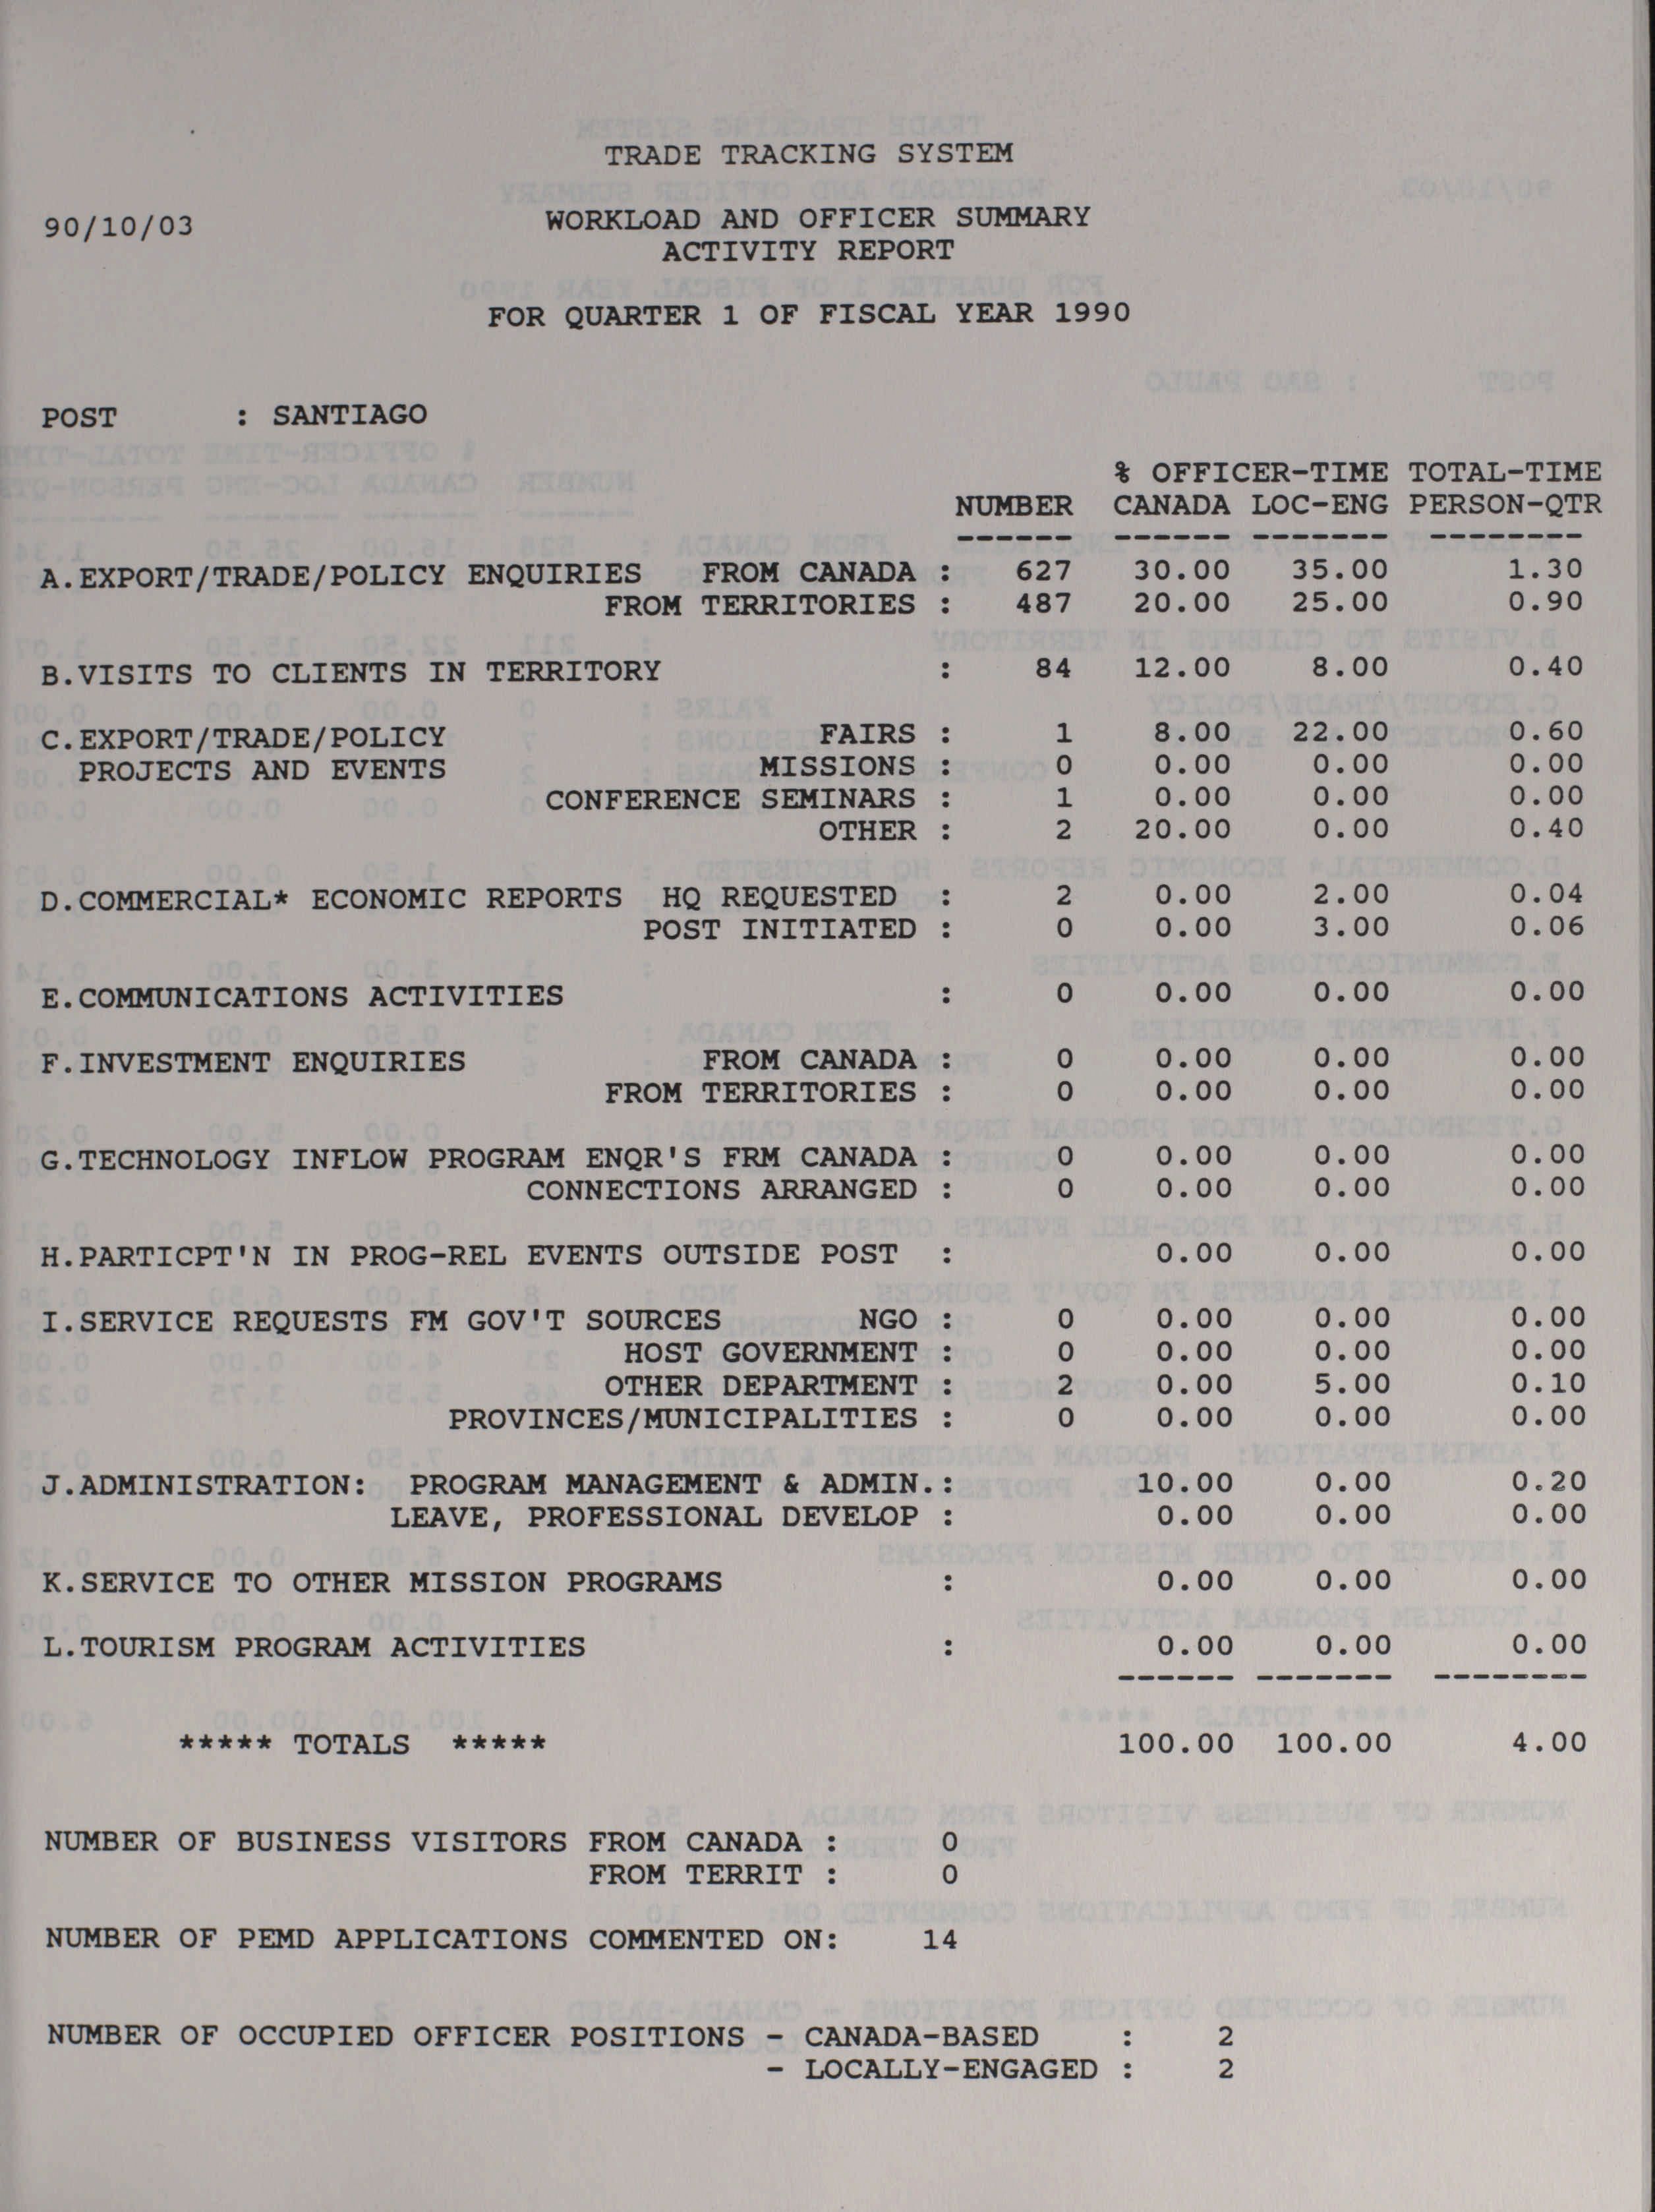 TRADE TRACKING SYSTEM
90/10/03 WORKLOAD AND OFFICER SUMMARY
ACTIVITY REPORT
FOR QUARTER 1 OF FISCAL YEAR 1990
POST : SANTIAGO
% OFFICER-TIME TOTAL-TIME
NUMBER CANADA LOC-ENG PERSON-QTR
------ ------ ------- --------
A.EXPORT/TRADE/POLICY ENQUIRIES FROM CANADA : 627 30.00 35.00 1.30
FROM TERRITORIES : 487 20.00 25.00 0.90
B.VISITS TO CLIENTS IN TERRITORY : 84 12.00 8.00 0.40
C.EXPORT/TRADE/POLICY FAIRS : 1 8.00 22.00 0.60
PROJECTS AND EVENTS MISSIONS : 0 0.00 0.00 0.00
CONFERENCE SEMINARS : 1 0.00 0.00 0.00
OTHER : 2 20.00 0.00 0.40
D.COMMERCIAL* ECONOMIC REPORTS HQ REQUESTED : 2 0.00 2.00 0.04
POST INITIATED : 0 0.00 3.00 0.06
E.COMMUNICATIONS ACTIVITIES : 0 0.00 0.00 0.00
F.INVESTMENT ENQUIRIES FROM CANADA : 0 0.00 0.00 0.00
FROM TERRITORIES : 0 0.00 0.00 0.00
G.TECHNOLOGY INFLOW PROGRAM ENQR'S FRM CANADA : 0 0.00 0.00 0.00
CONNECTIONS ARRANGED : 0 0.00 0.00 0.00
H.PARTICPT'N IN PROG-REL EVENTS OUTSIDE POST : 0.00 0.00 0.00
I.SERVICE REQUESTS FM GOV'T SOURCES NGO : 0 0.00 0.00 0.00
HOST GOVERNMENT : 0 0.00 0.00 0.00
OTHER DEPARTMENT : 2 0.00 5.00 0.10
PROVINCES/MUNICIPALITIES : 0 0.00 0.00 0.00
J.ADMINISTRATION: PROGRAM MANAGEMENT & ADMIN.: 10.00 0.00 0.20
LEAVE, PROFESSIONAL DEVELOP : 0.00 0.00 0.00
K.SERVICE TO OTHER MISSION PROGRAMS : 0.00 0.00 0.00
L.TOURISM PROGRAM ACTIVITIES : 0.00 0.00 0.00
------ ------- --------
***** TOTALS ***** 100.00 100.00 4.00
NUMBER OF BUSINESS VISITORS FROM CANADA : 0
FROM TERRIT : 0
NUMBER OF PEMD APPLICATIONS COMMENTED ON: 14
NUMBER OF OCCUPIED OFFICER POSITIONS - CANADA-BASED : 2
- LOCALLY-ENGAGED : 2